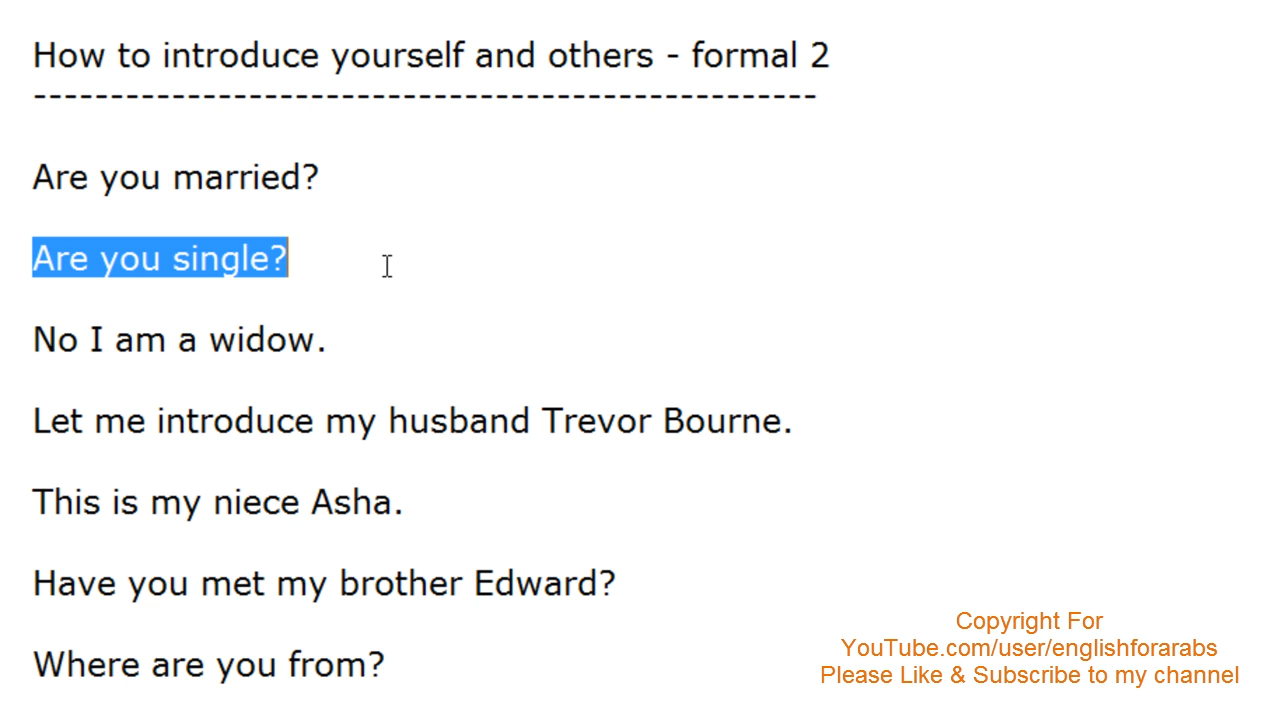 How to introduce yourself and others - formal 2
---------------------------------------------------
Are you married?
Are you single?
No I am a widow.
Let me introduce my husband Trevor Bourne.
This is my niece Asha.
Have you met my brother Edward?
Where are you from?
Copyright For
YouTube.com/user/englishforarabs
Please Like & Subscribe to my channel